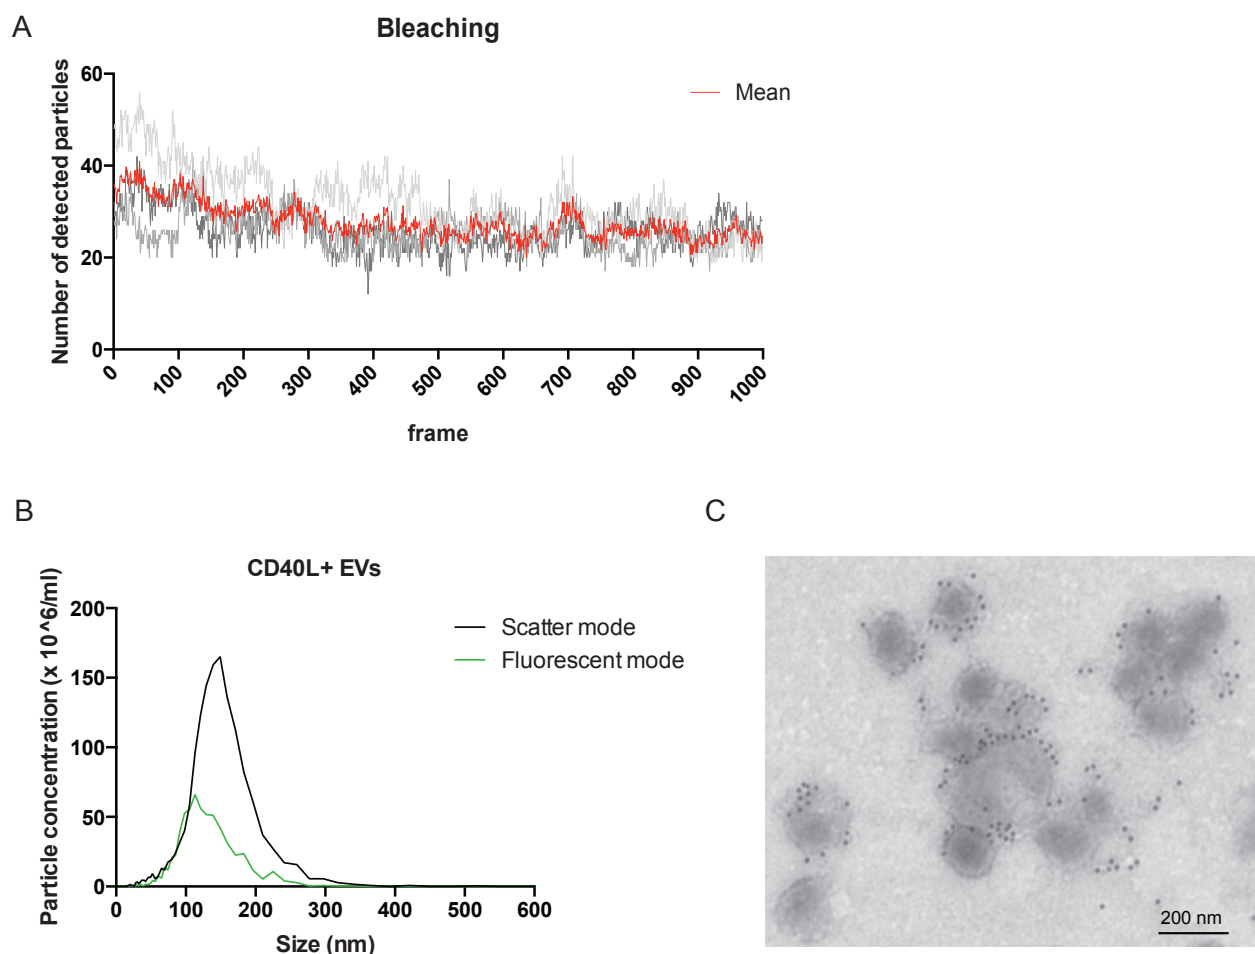 A
Bleaching
Number of detected particles
60
40
20
0
Mean
0 100 200 300 400 500 600 700 800 900 1000
frame
B
CD40L+ EVs
Particle concentration (x 10^6/ml)
200
150
100
50
0
Scatter mode
Fluorescent mode
0 100 200 300 400 500 600
Size (nm)
C
200 nm